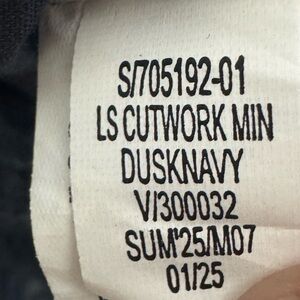 S/705192-01
LS CUTWORK MIN
DUSKNAVY
V/300032
SUM'25/M07
01/25